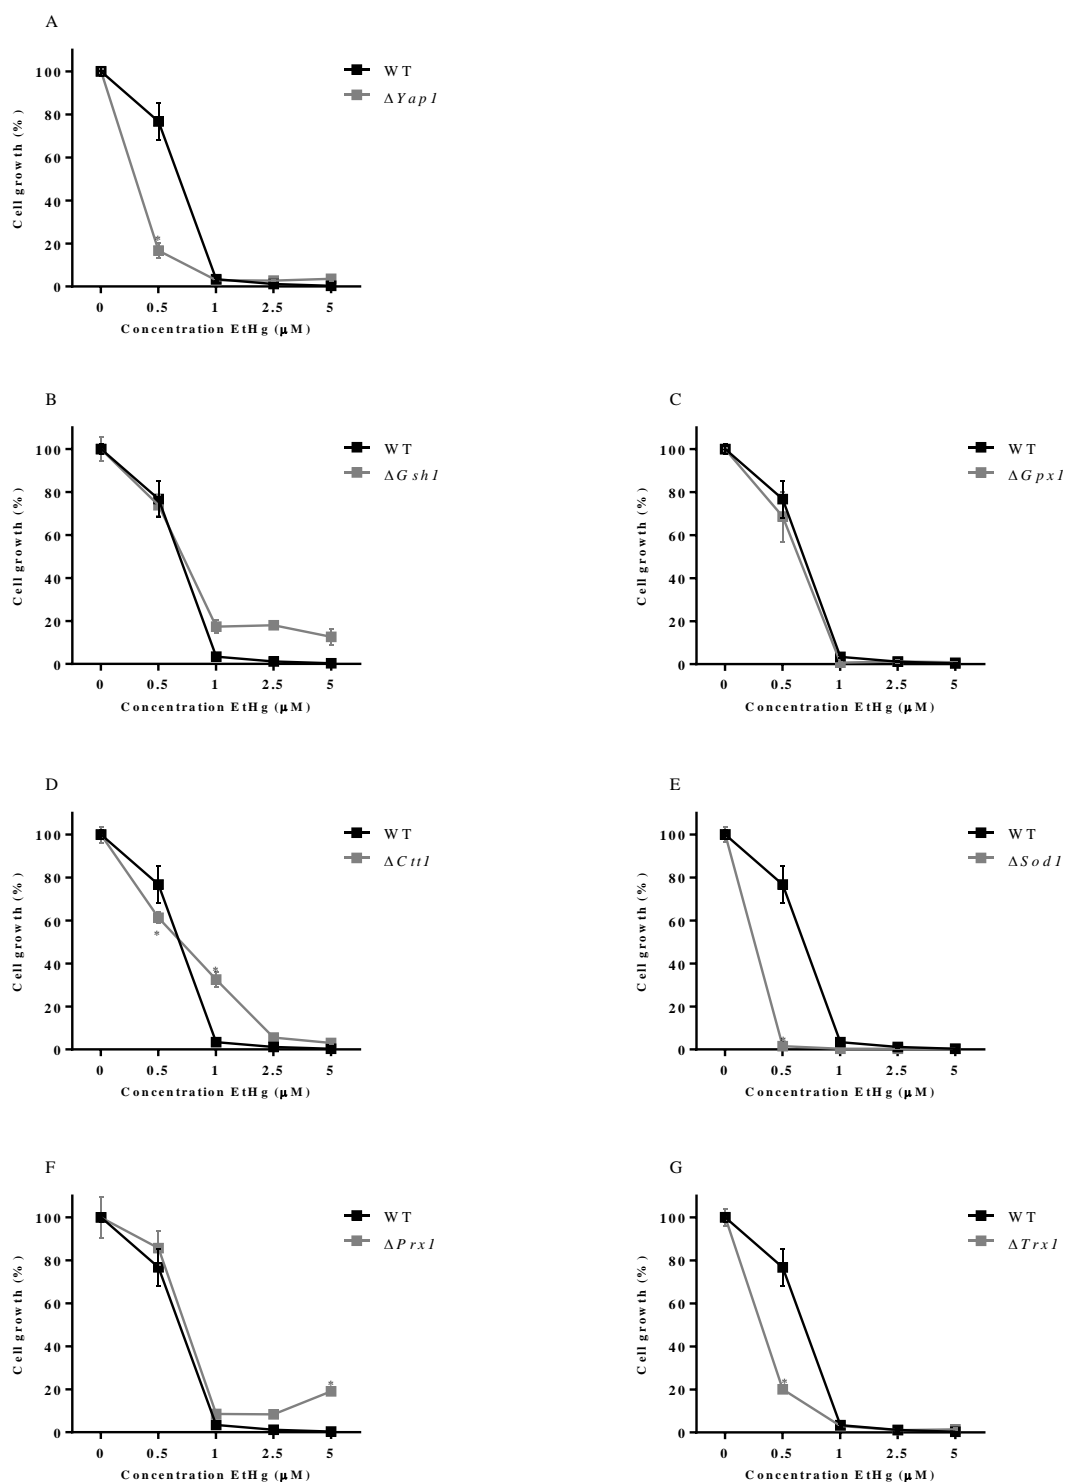 A
WT
ΔYap1
Cell growth (%)
100
80
60
40
20
0
*
0 0.5 1 2.5 5
Concentration EtHg (μM)
B
WT
ΔGsh1
Cell growth (%)
100
80
60
40
20
0
0 0.5 1 2.5 5
Concentration EtHg (μM)
C
WT
ΔGpx1
Cell growth (%)
100
80
60
40
20
0
0 0.5 1 2.5 5
Concentration EtHg (μM)
D
WT
ΔCtt1
Cell growth (%)
100
80
60
40
20
0
*
*
0 0.5 1 2.5 5
Concentration EtHg (μM)
E
WT
ΔSod1
Cell growth (%)
100
80
60
40
20
0
*
0 0.5 1 2.5 5
Concentration EtHg (μM)
F
WT
ΔPrx1
Cell growth (%)
100
80
60
40
20
0
*
0 0.5 1 2.5 5
Concentration EtHg (μM)
G
WT
ΔTrx1
Cell growth (%)
100
80
60
40
20
0
*
0 0.5 1 2.5 5
Concentration EtHg (μM)